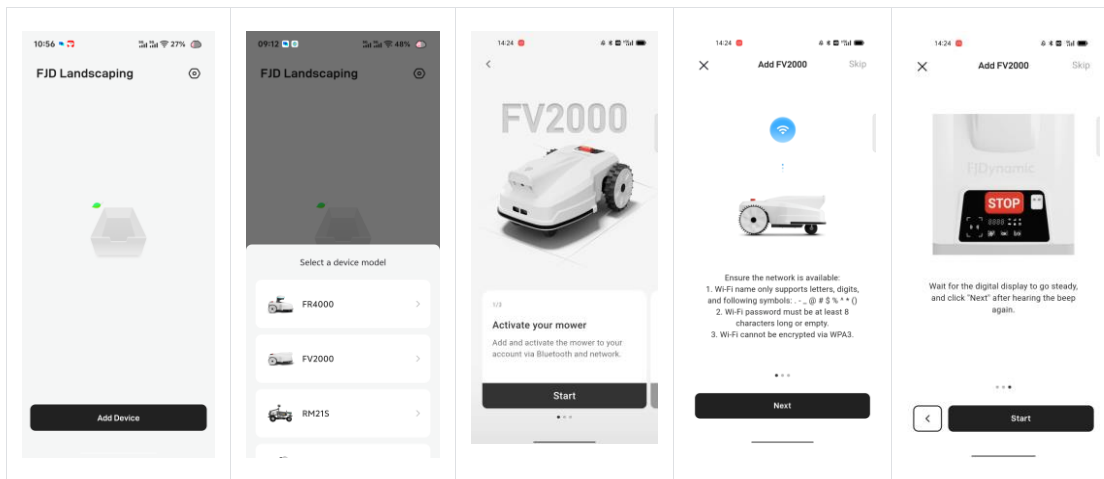 10:56
27%
FJD Landscaping
Add Device
09:12
48%
FJD Landscaping
Select a device model
FR4000
FV2000
RM21S
14:24
FV2000
1/3
Activate your mower
Add and activate the mower to your
account via Bluetooth and network.
Start
14:24
Add FV2000
Skip
Ensure the network is available:
1. Wi-Fi name only supports letters, digits,
and following symbols: . - _ @ # $ % ^ * ()
2. Wi-Fi password must be at least 8
characters long or empty.
3. Wi-Fi cannot be encrypted via WPA3.
Next
14:24
Add FV2000
Skip
FJDynamic
STOP
8888
Wait for the digital display to go steady,
and click "Next" after hearing the beep
again.
Start